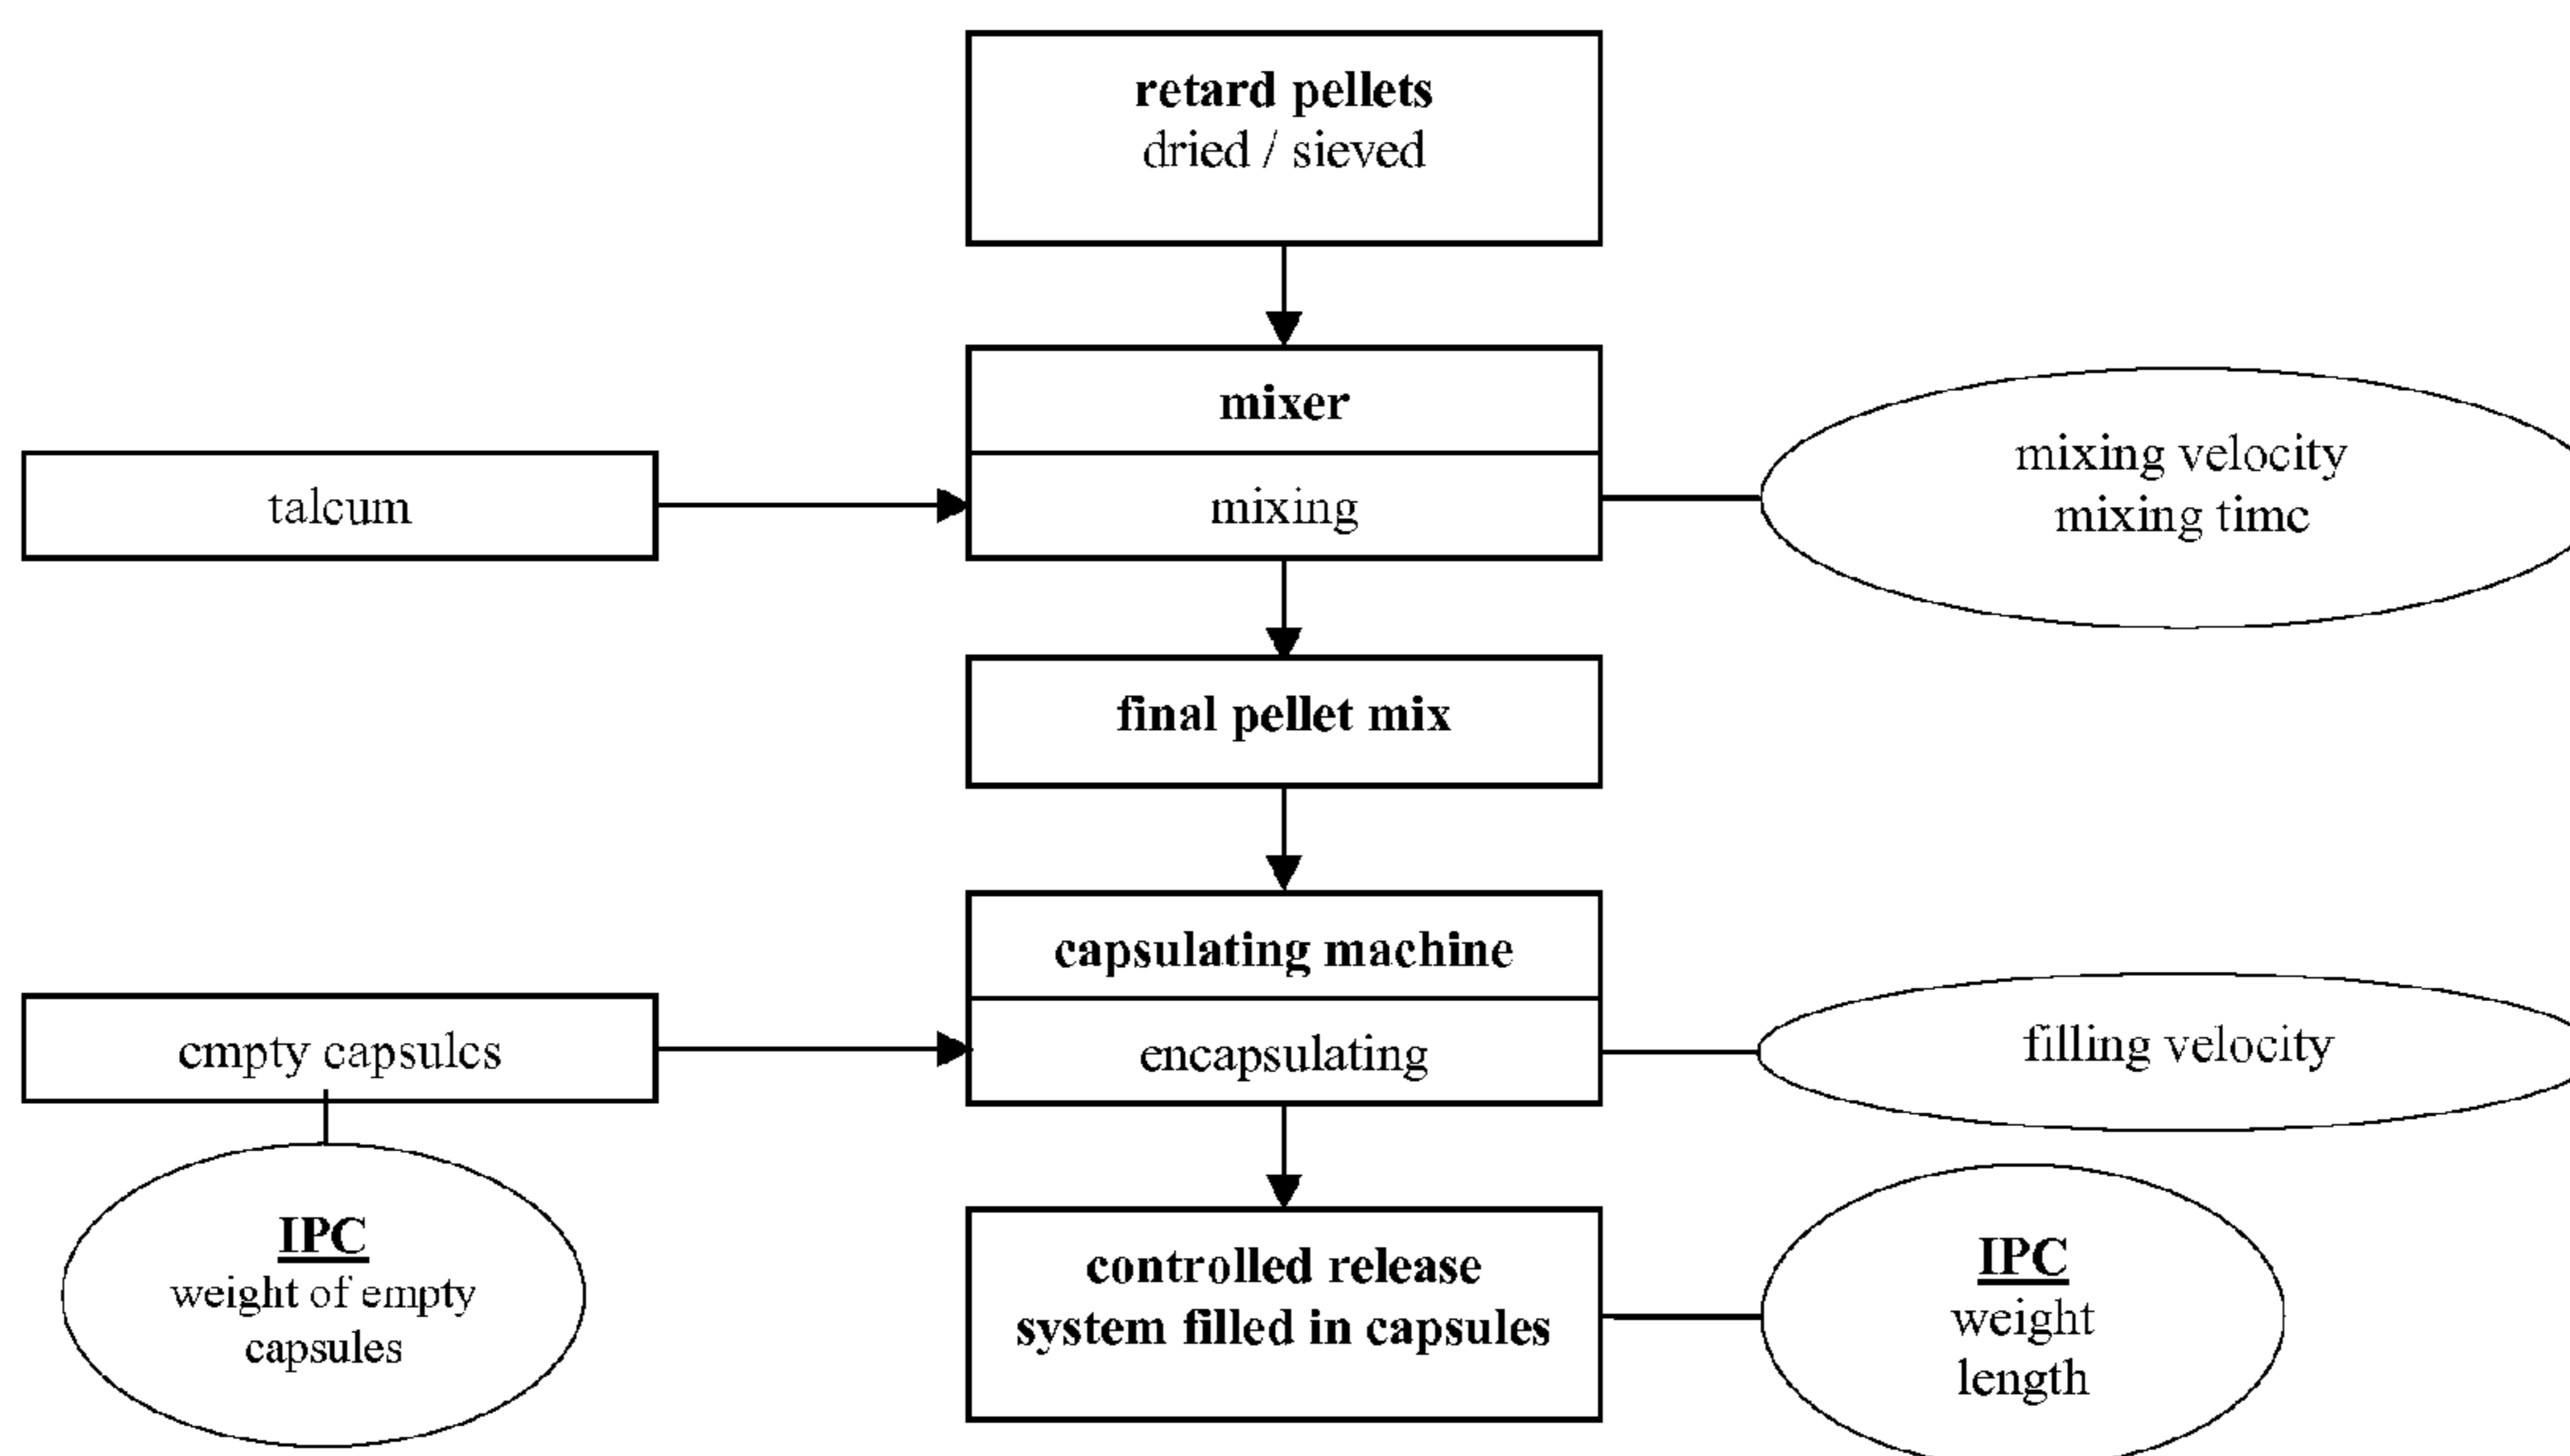 retard pellets
dried / sieved
mixer
talcum
mixing
mixing velocity
mixing time
final pellet mix
capsulating machine
empty capsules
encapsulating
filling velocity
IPC
weight of empty
capsules
controlled release
system filled in capsules
IPC
weight
length